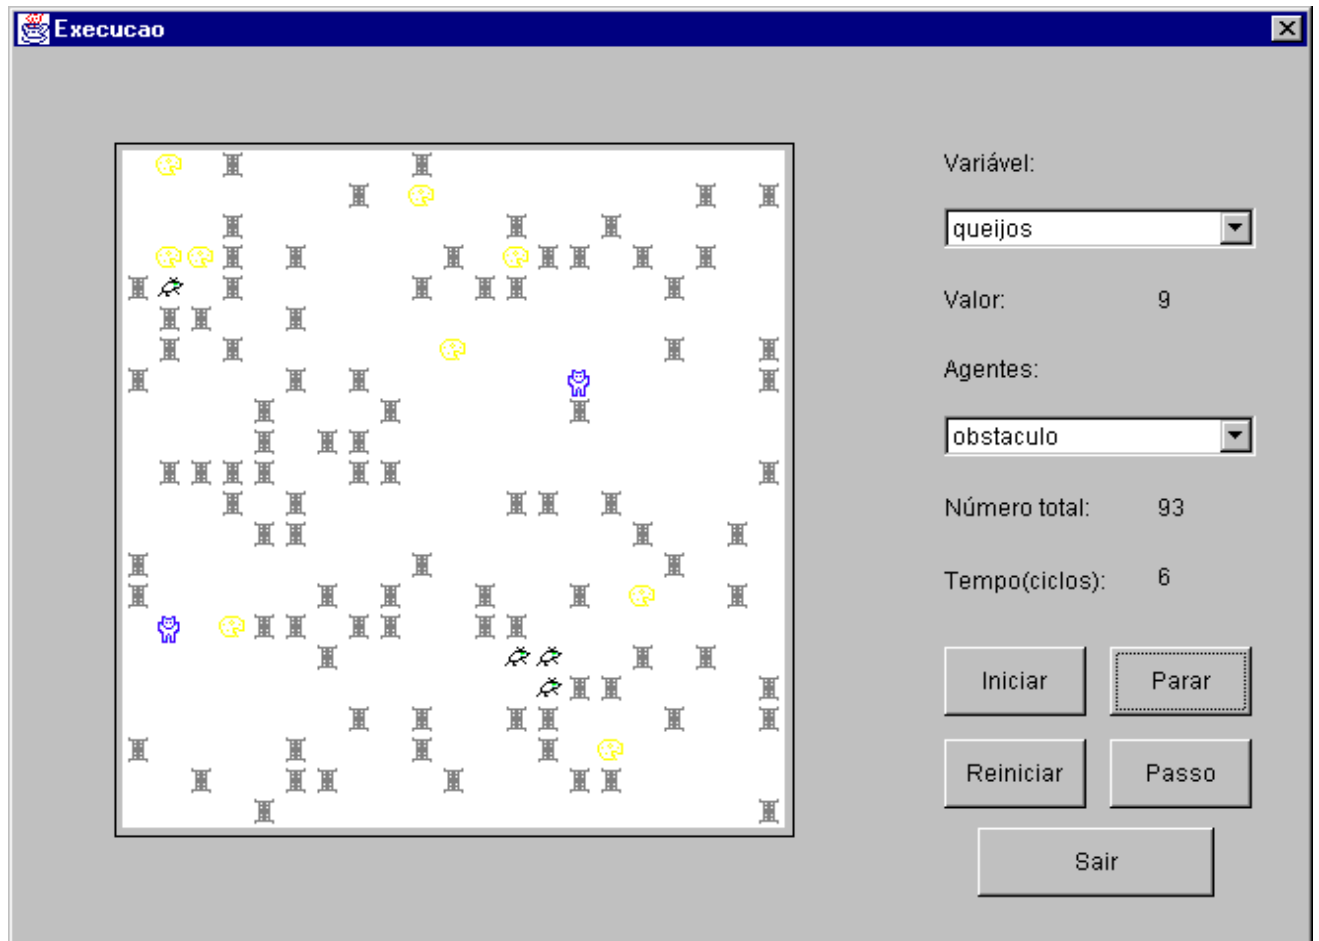 Execucao
Variável:
queijos
Valor: 9
Agentes:
obstaculo
Número total: 93
Tempo(ciclos): 6
Iniciar Parar
Reiniciar Passo
Sair